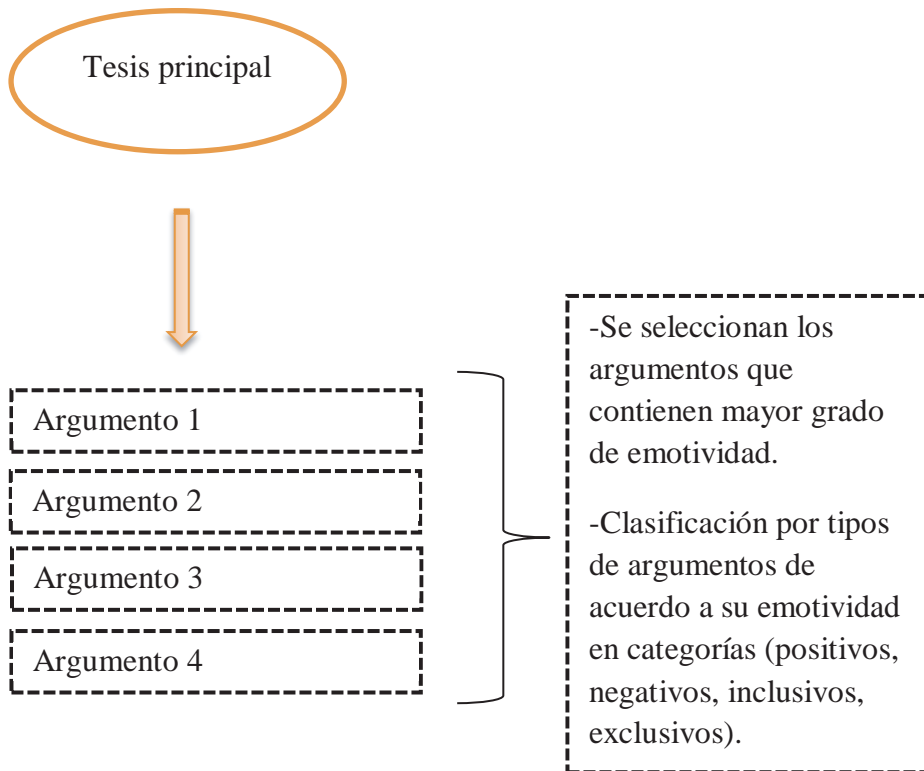 Tesis principal
Argumento 1
Argumento 2
Argumento 3
Argumento 4
-Se seleccionan los
argumentos que
contienen mayor grado
de emotividad.
-Clasificación por tipos
de argumentos de
acuerdo a su emotividad
en categorías (positivos,
negativos, inclusivos,
exclusivos).